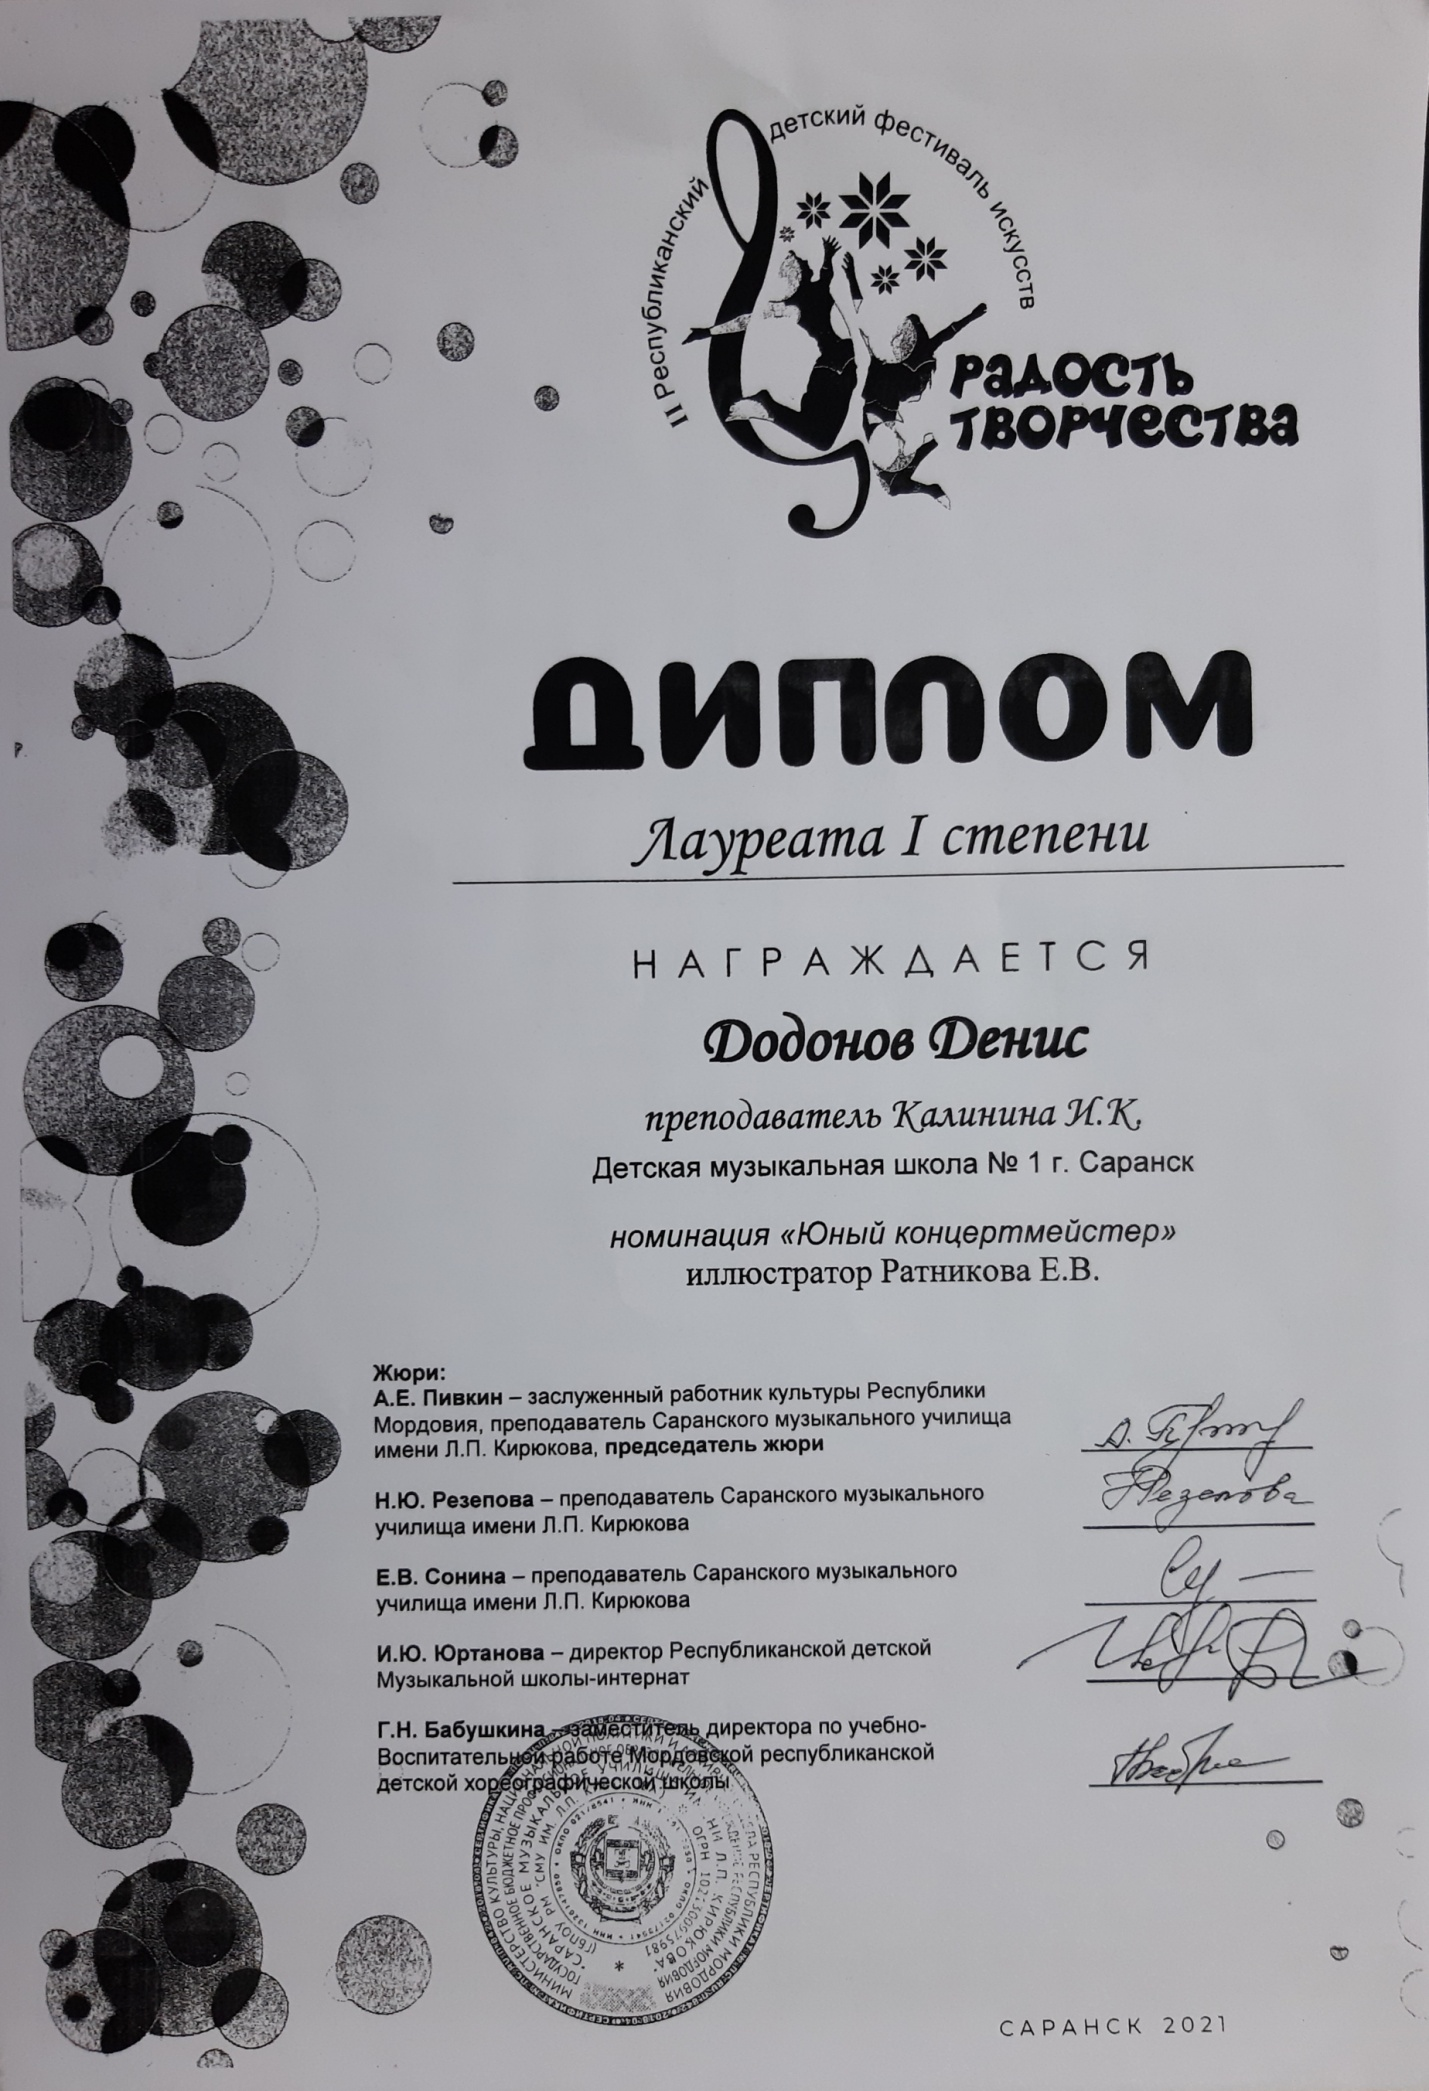 II Республиканский детский фестиваль искусств
РАДОСТЬ
ТВОРЧЕСТВА
ДИПЛОМ
Лауреата I степени
НАГРАЖДАЕТСЯ
Додонов Денис
преподаватель Калинина И.К.
Детская музыкальная школа № 1 г. Саранск
номинация «Юный концертмейстер»
иллюстратор Ратникова Е.В.
Жюри:
А.Е. Пивкин – заслуженный работник культуры Республики
Мордовия, преподаватель Саранского музыкального училища
имени Л.П. Кирюкова, председатель жюри
Н.Ю. Резепова – преподаватель Саранского музыкального
училища имени Л.П. Кирюкова
Резепова
Е.В. Сонина – преподаватель Саранского музыкального
училища имени Л.П. Кирюкова
И.Ю. Юртанова – директор Республиканской детской
Музыкальной школы-интернат
Г.Н. Бабушкина – заместитель директора по учебно-
Воспитательной работе Мордовской республиканской
детской хореографической школы
САРАНСК 2021